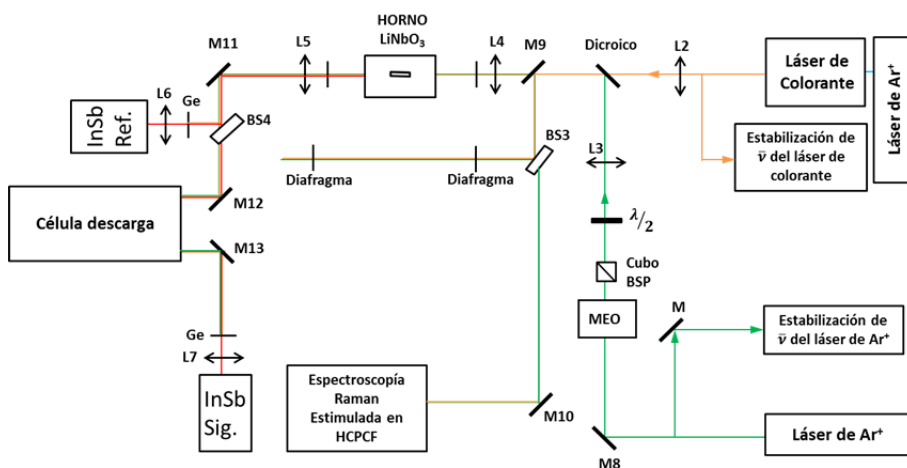 HORNO
LiNbO₃
M11
L5
L4
M9
Dicroico
L2
Láser de
Colorante
Láser de Ar⁺
InSb
Ref.
L6
Ge
BS4
BS3
L3
Estabilización de
ν̄ del láser de
colorante
Diafragma
Diafragma
M12
Célula descarga
M13
λ/2
Cubo
BSP
MEO
M
Estabilización de
ν̄ del láser de Ar⁺
Ge
L7
InSb
Sig.
Espectroscopía
Raman
Estimulada en
HCPCF
M10
M8
Láser de Ar⁺